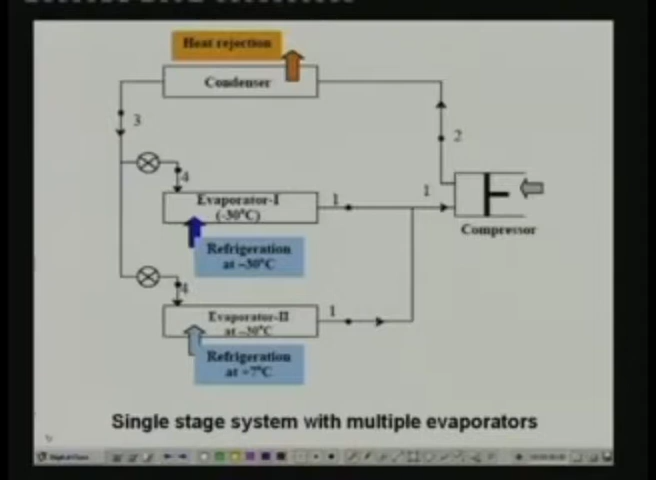 Heat rejection
Condenser
3
2
4
Evaporator-I
(-30°C)
1
1
Compressor
Refrigeration
at -30°C
4
Evaporator-II
at -30°C
1
Refrigeration
at +7°C
Single stage system with multiple evaporators